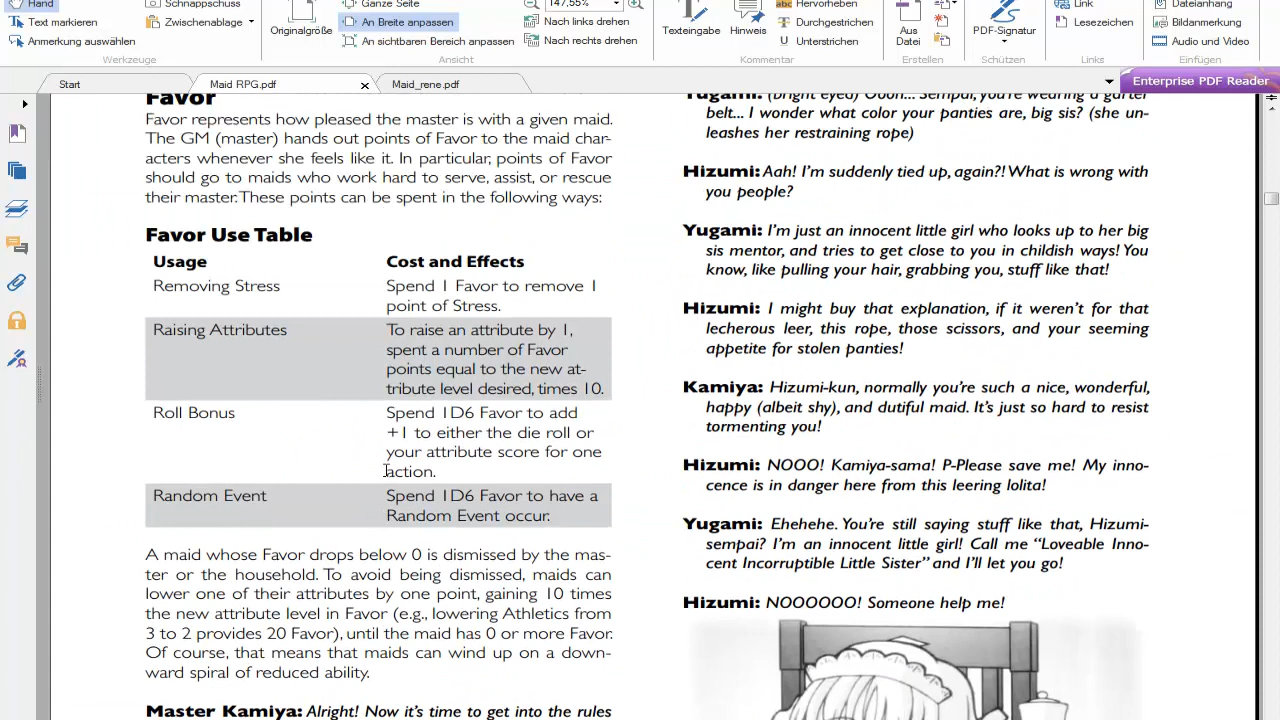 Hand
Schnappschuss
Text markieren
Zwischenablage
Anmerkung auswählen
Werkzeuge
Originalgröße
Ganze Seite
An Breite anpassen
An sichtbaren Bereich anpassen
147,55%
Nach links drehen
Nach rechts drehen
Ansicht
Texteingabe
Hinweis
Hervorheben
Durchgestrichen
Unterstrichen
Kommentar
Aus
Datei
Erstellen
PDF-Signatur
Schützen
Link
Lesezeichen
Dateianhang
Bildanmerkung
Audio und Video
Einfügen
Start
Maid RPG.pdf
Maid_rene.pdf
Enterprise PDF Reader
Favor
Favor represents how pleased the master is with a given maid.
The GM (master) hands out points of Favor to the maid char-
acters whenever she feels like it. In particular, points of Favor
should go to maids who work hard to serve, assist, or rescue
their master. These points can be spent in the following ways:
Favor Use Table
Usage Cost and Effects
Removing Stress Spend 1 Favor to remove 1
point of Stress.
Raising Attributes To raise an attribute by 1,
spent a number of Favor
points equal to the new at-
tribute level desired, times 10.
Roll Bonus Spend 1D6 Favor to add
+1 to either the die roll or
your attribute score for one
action.
Random Event Spend 1D6 Favor to have a
Random Event occur.
A maid whose Favor drops below 0 is dismissed by the mas-
ter or the household. To avoid being dismissed, maids can
lower one of their attributes by one point, gaining 10 times
the new attribute level in Favor (e.g., lowering Athletics from
3 to 2 provides 20 Favor), until the maid has 0 or more Favor.
Of course, that means that maids can wind up on a down-
ward spiral of reduced ability.
Master Kamiya: Alright! Now it's time to get into the rules
Yugami: (bright eyed) Oooh... Sempai, you're wearing a garter
belt... I wonder what color your panties are, big sis? (she un-
leashes her restraining rope)
Hizumi: Aah! I'm suddenly tied up, again?! What is wrong with
you people?
Yugami: I'm just an innocent little girl who looks up to her big
sis mentor, and tries to get close to you in childish ways! You
know, like pulling your hair, grabbing you, stuff like that!
Hizumi: I might buy that explanation, if it weren't for that
lecherous leer, this rope, those scissors, and your seeming
appetite for stolen panties!
Kamiya: Hizumi-kun, normally you're such a nice, wonderful,
happy (albeit shy), and dutiful maid. It's just so hard to resist
tormenting you!
Hizumi: NOOO! Kamiya-sama! P-Please save me! My inno-
cence is in danger here from this leering lolita!
Yugami: Ehehehe. You're still saying stuff like that, Hizumi-
sempai? I'm an innocent little girl! Call me "Loveable Inno-
cent Incorruptible Little Sister" and I'll let you go!
Hizumi: NOOOOOO! Someone help me!